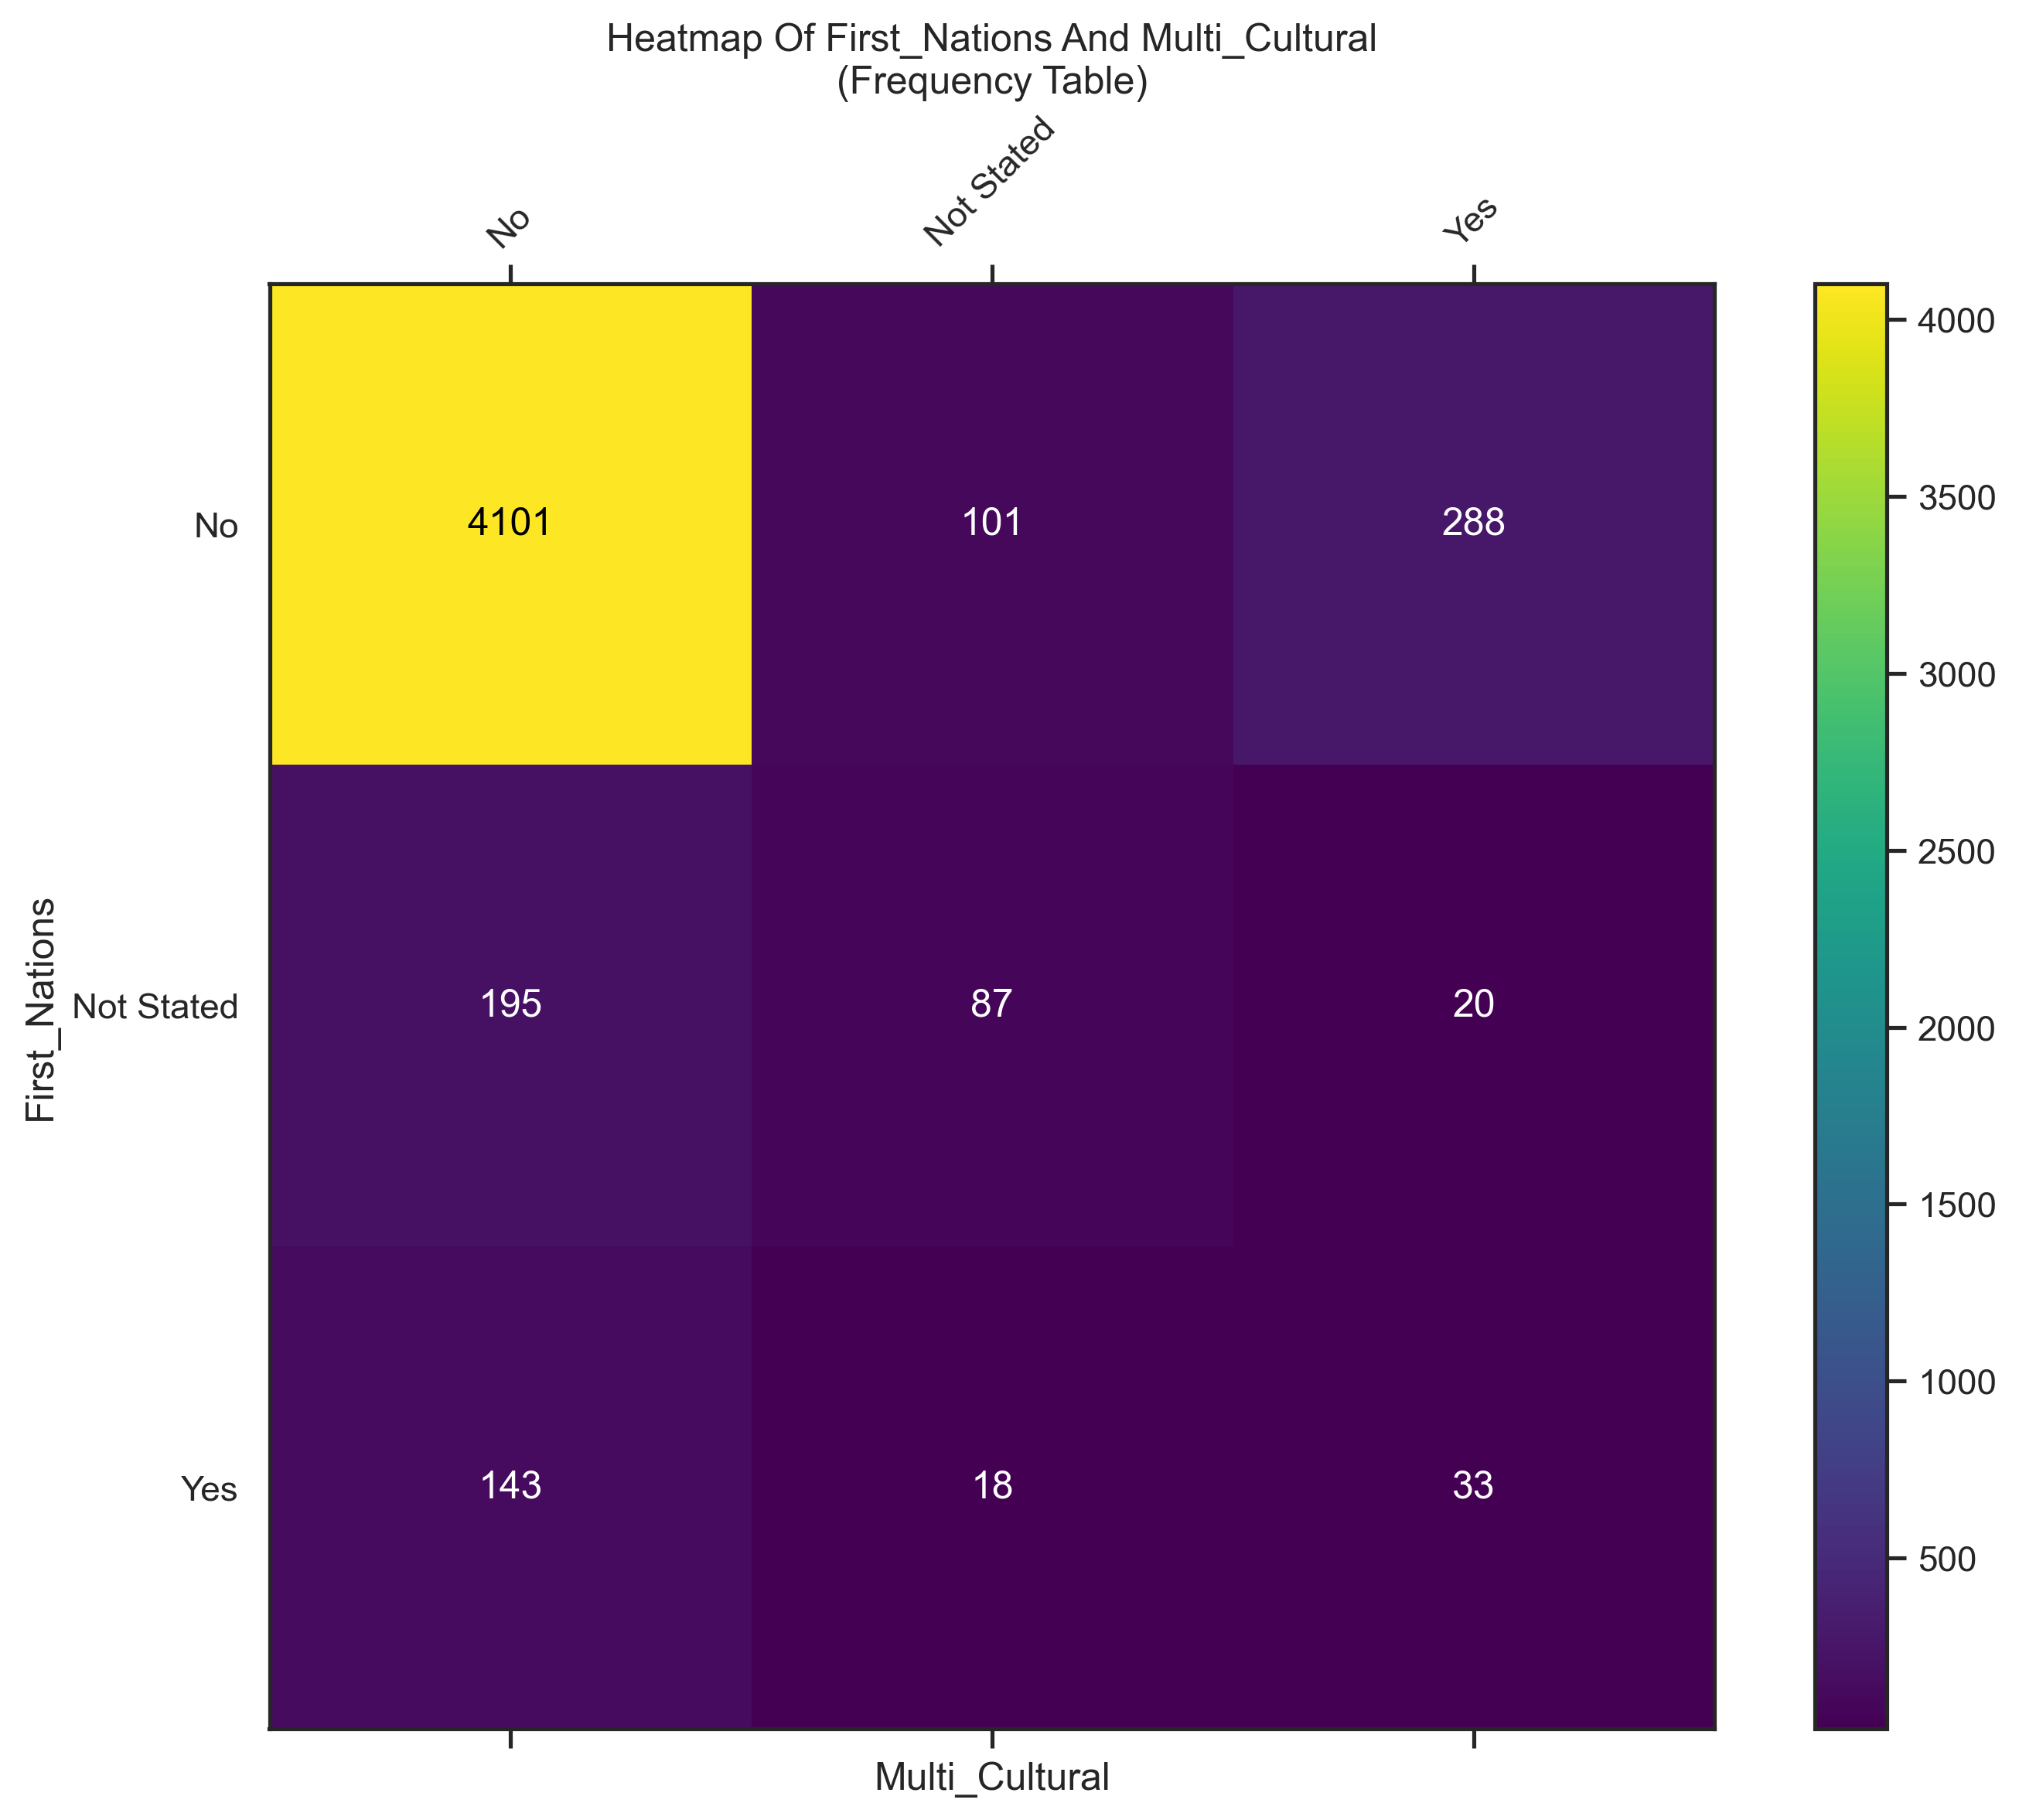 Heatmap Of First_Nations And Multi_Cultural
(Frequency Table)
No
Not Stated
Yes
No
4101
101
288
Not Stated
195
87
20
Yes
143
18
33
First_Nations
Multi_Cultural
4000
3500
3000
2500
2000
1500
1000
500